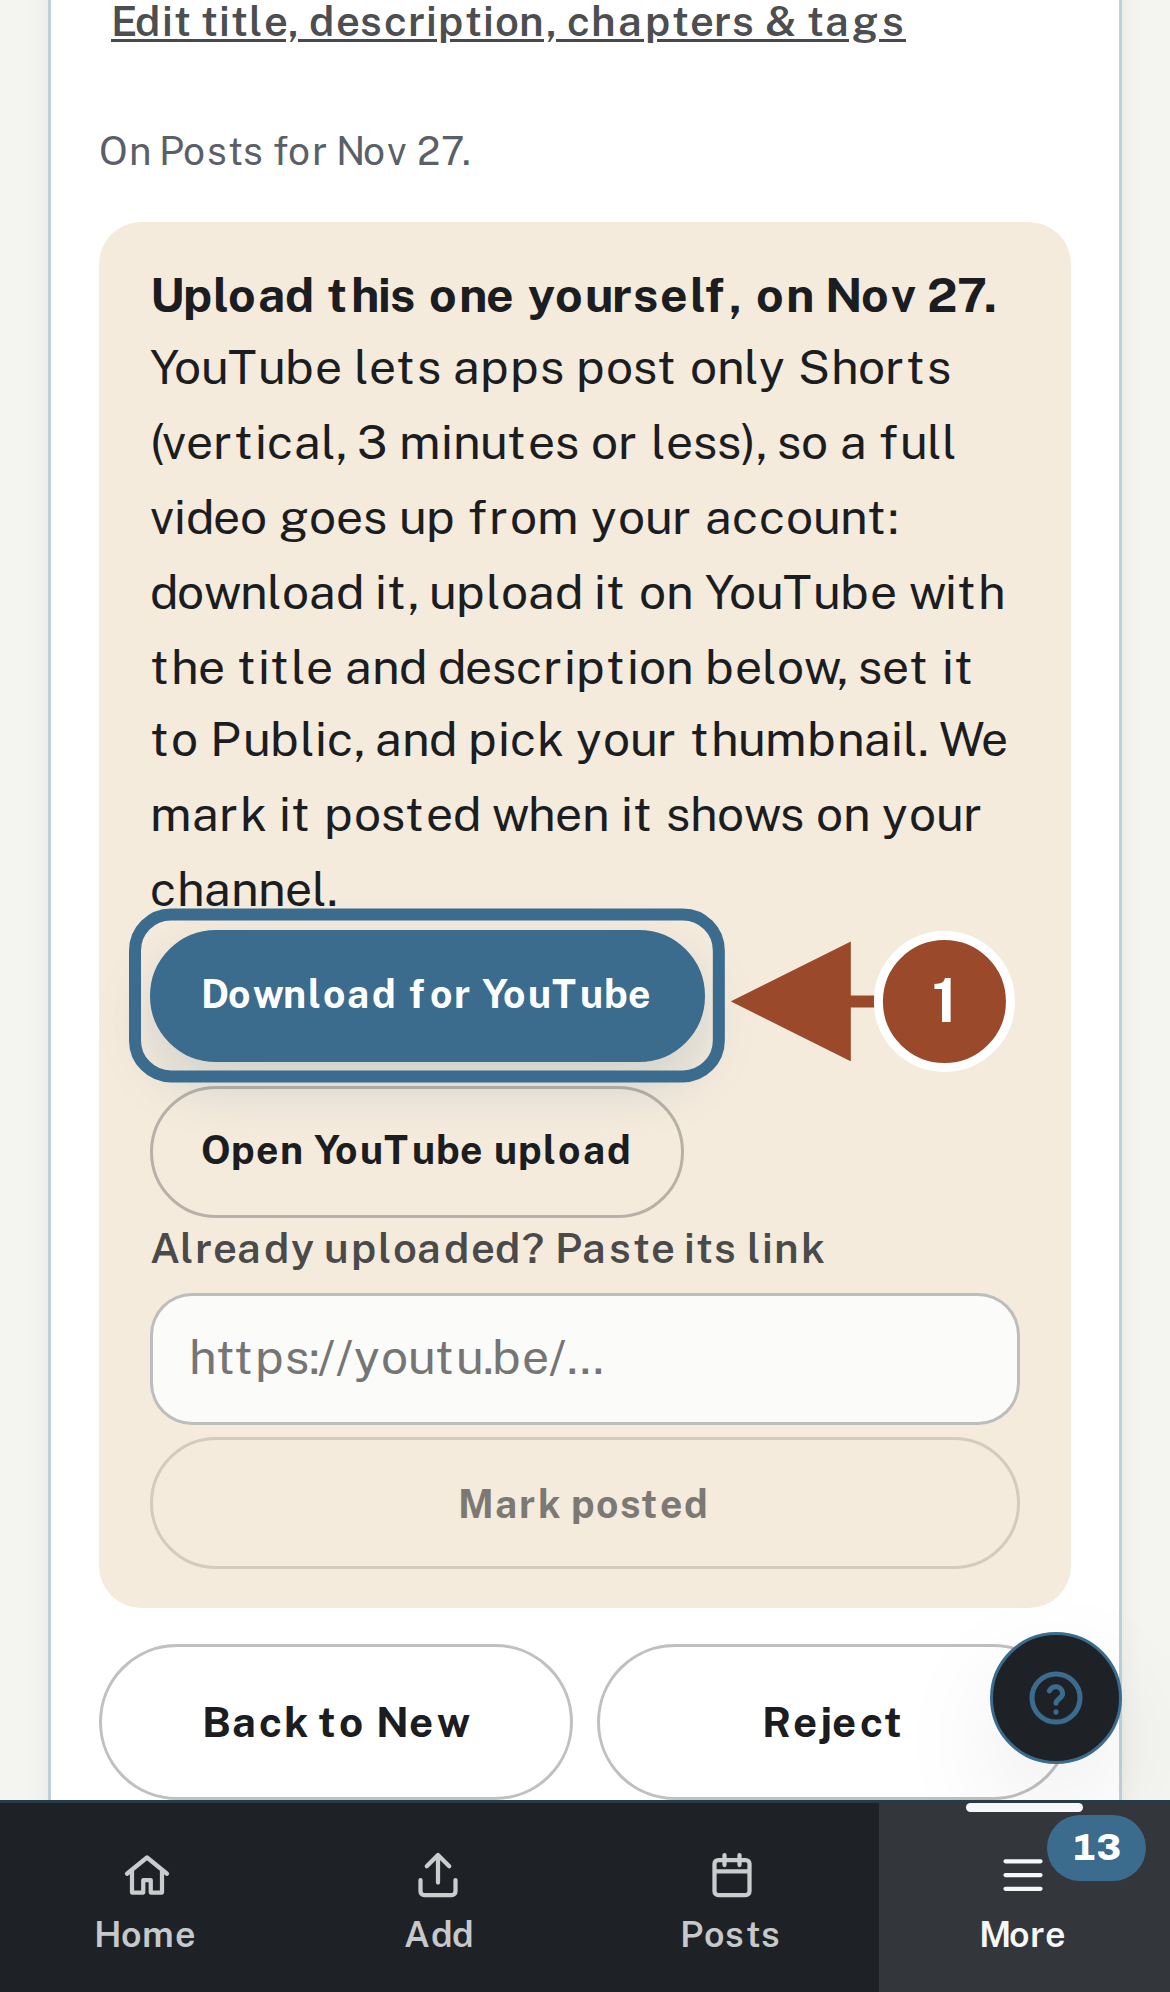 Edit title, description, chapters & tags
On Posts for Nov 27.
Upload this one yourself, on Nov 27.
YouTube lets apps post only Shorts
(vertical, 3 minutes or less), so a full
video goes up from your account:
download it, upload it on YouTube with
the title and description below, set it
to Public, and pick your thumbnail. We
mark it posted when it shows on your
channel.
Download for YouTube
1
Open YouTube upload
Already uploaded? Paste its link
https://youtu.be/...
Mark posted
Back to New
Reject
?
13
Home
Add
Posts
More